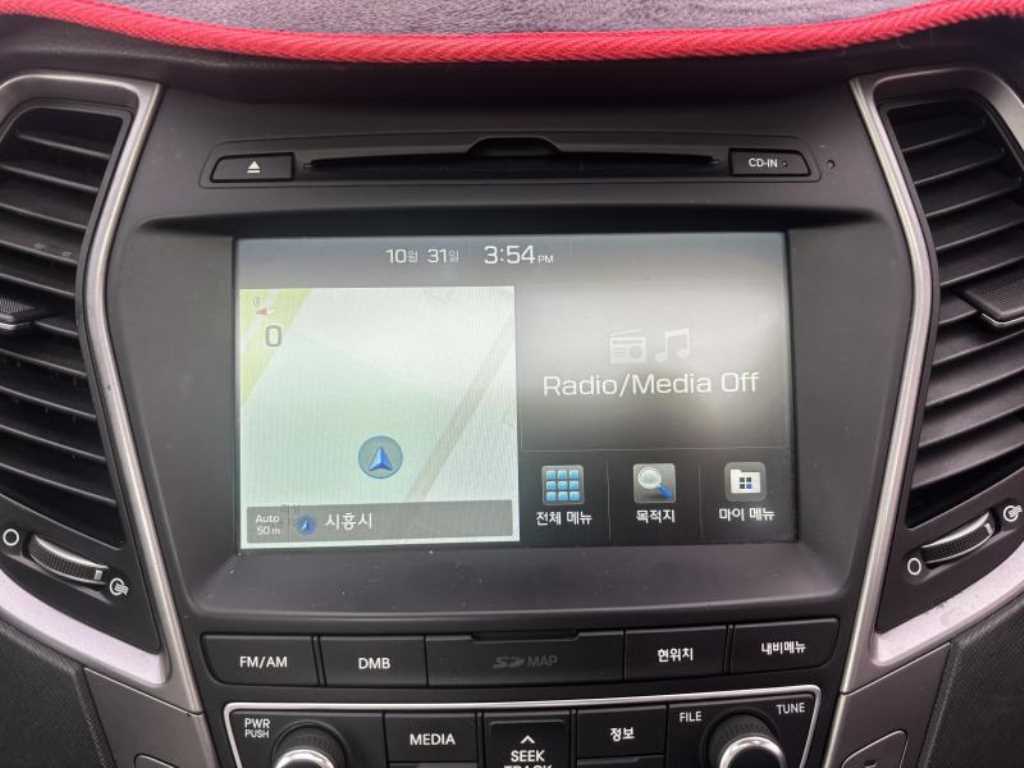 CD-IN
10월 31일 3:54 PM
0
Radio/Media Off
Auto
50 m
시흥시
전체 메뉴
목적지
마이 메뉴
FM/AM
DMB
SD MAP
현위치
내비메뉴
PWR
PUSH
MEDIA
SEEK
TRACK
정보
FILE
TUNE